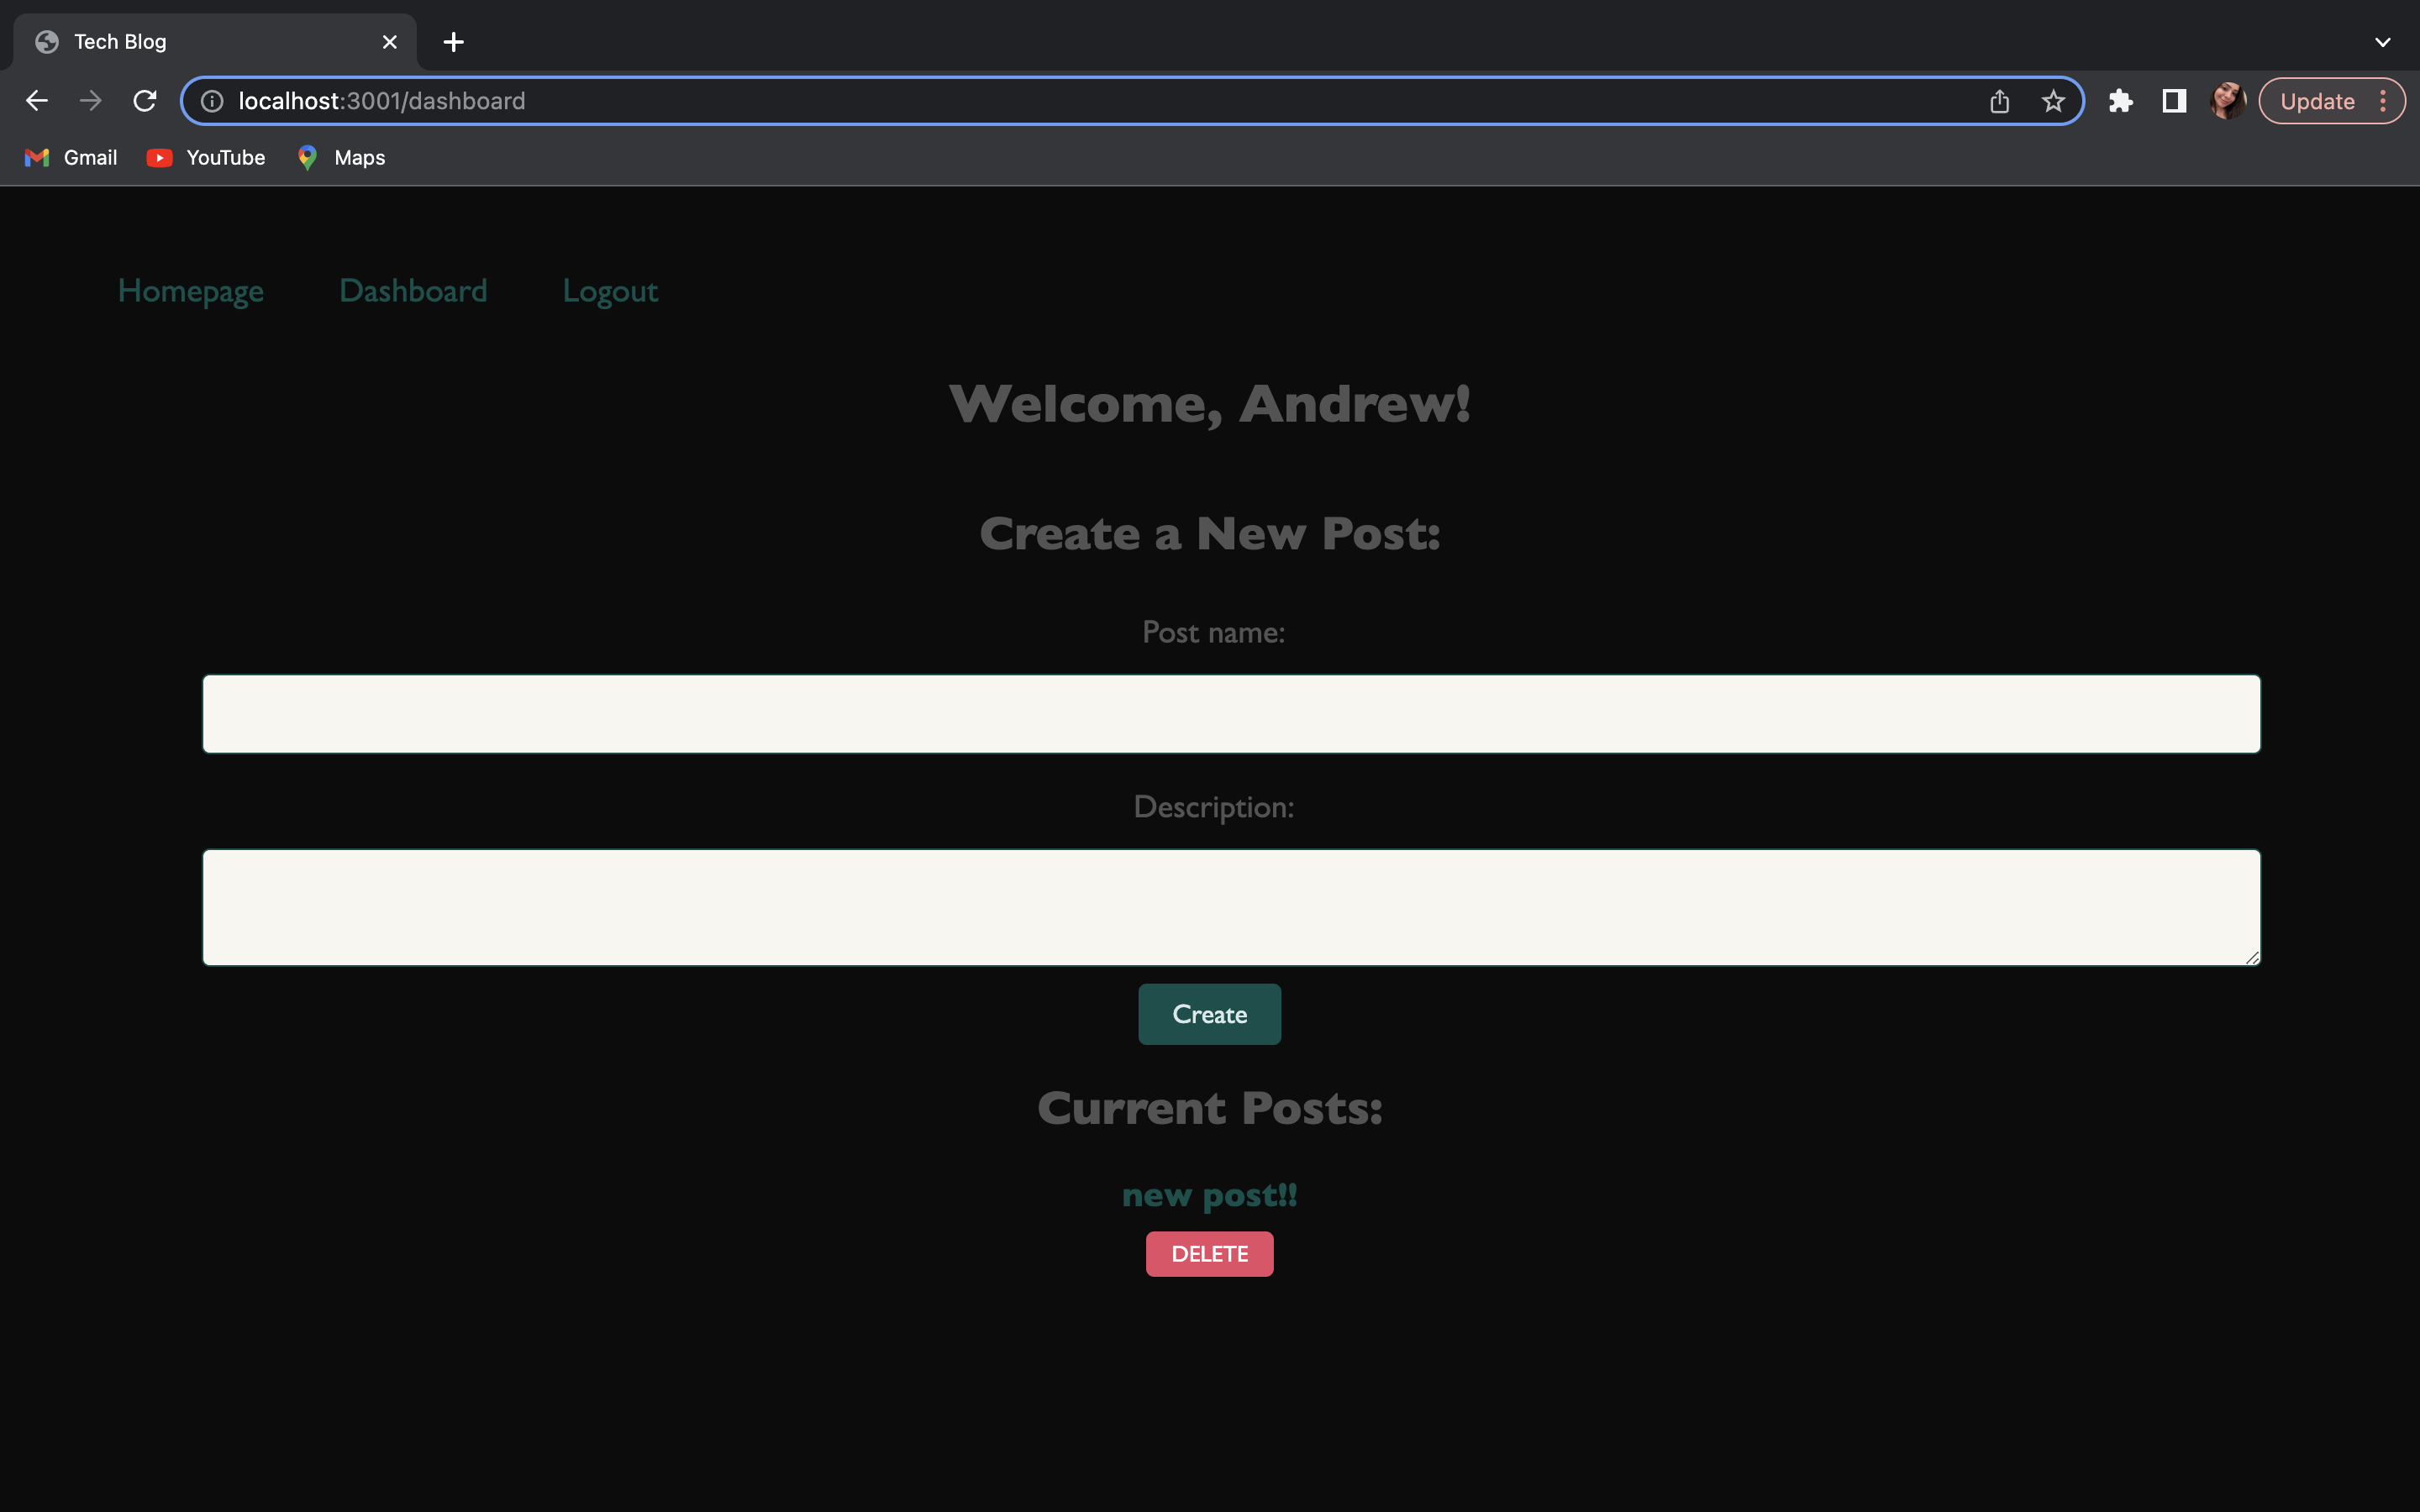 Tech Blog
localhost:3001/dashboard
Update
Gmail YouTube Maps
Homepage Dashboard Logout
Welcome, Andrew!
Create a New Post:
Post name:
Description:
Create
Current Posts:
new post!!
DELETE